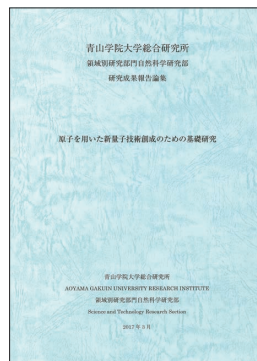 青山学院大学総合研究所
領域別研究部門自然科学研究部
研究成果報告論集
原子を用いた新量子技術創成のための基礎研究
青山学院大学総合研究所
AOYAMA GAKUIN UNIVERSITY RESEARCH INSTITUTE
領域別研究部門自然科学研究部
Science and Technology Research Section
2017年3月